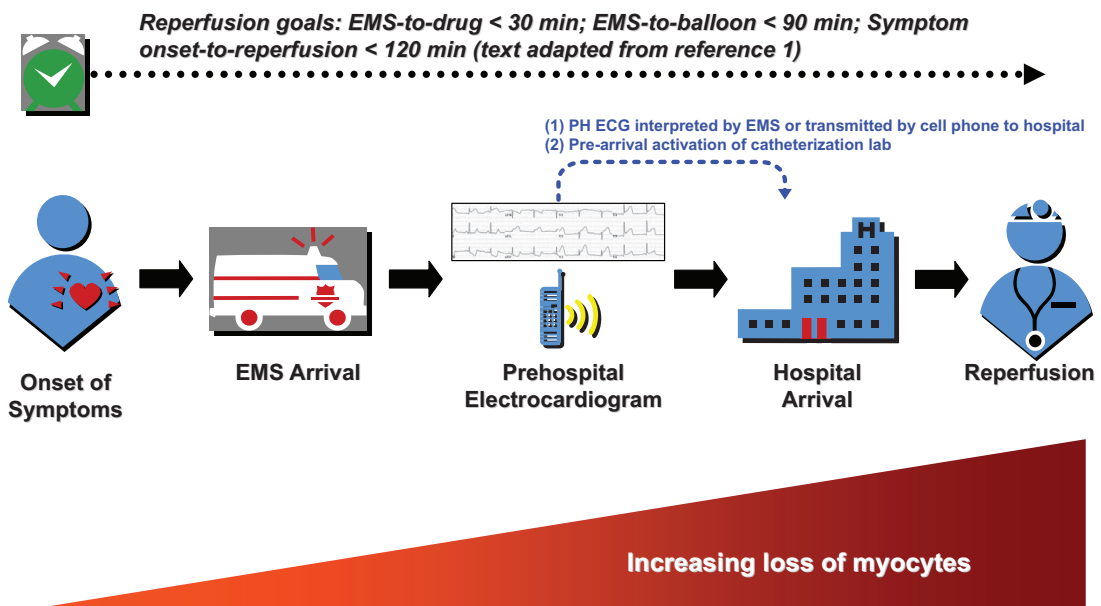 Reperfusion goals: EMS-to-drug < 30 min; EMS-to-balloon < 90 min; Symptom
onset-to-reperfusion < 120 min (text adapted from reference 1)
(1) PH ECG interpreted by EMS or transmitted by cell phone to hospital
(2) Pre-arrival activation of catheterization lab
H
Onset of
Symptoms
EMS Arrival
Prehospital
Electrocardiogram
Hospital
Arrival
Reperfusion
Increasing loss of myocytes